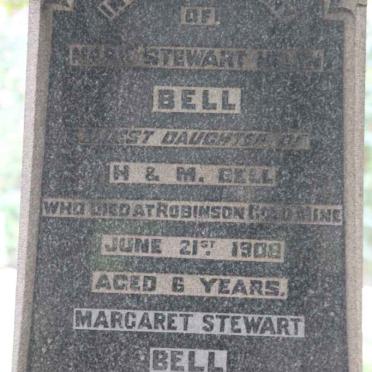 OF
STEWART
BELL
DAUGHTER OF
H & M. BELL
WHO DIED AT ROBINSON GOLD MINE
JUNE 21ST 1908
AGED 6 YEARS.
MARGARET STEWART
BELL